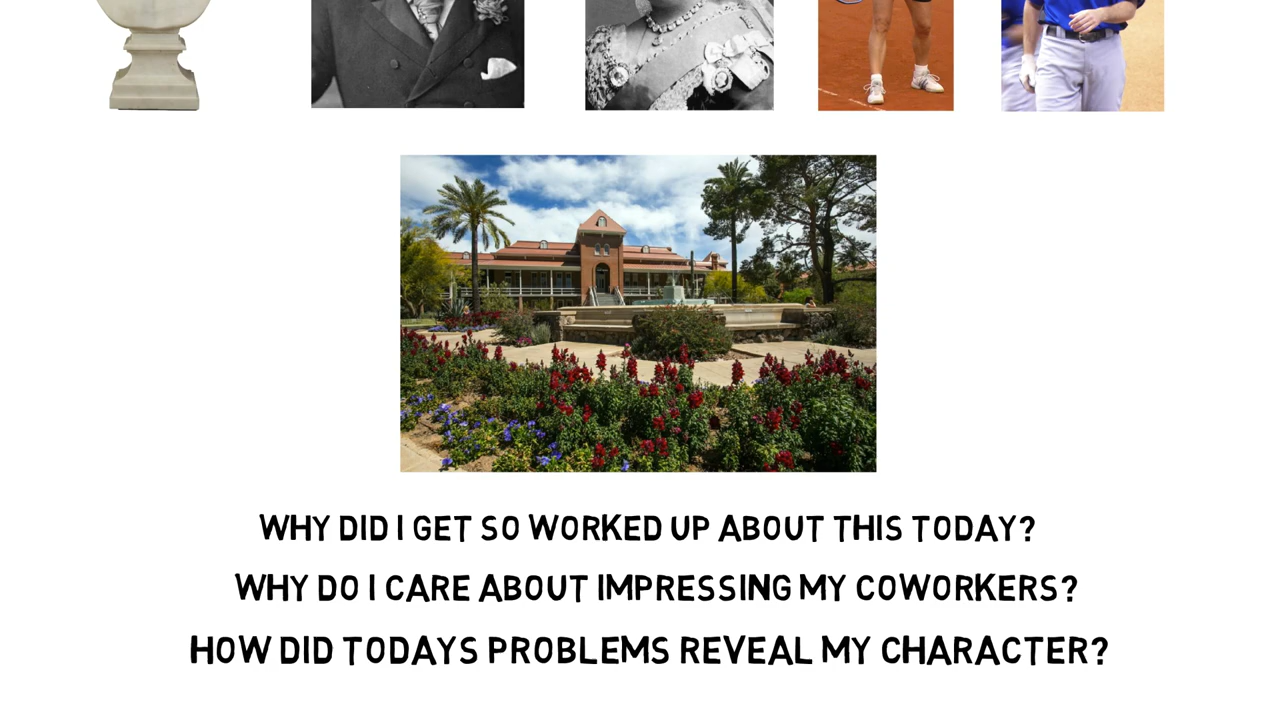 WHY DID I GET SO WORKED UP ABOUT THIS TODAY?
WHY DO I CARE ABOUT IMPRESSING MY COWORKERS?
HOW DID TODAYS PROBLEMS REVEAL MY CHARACTER?